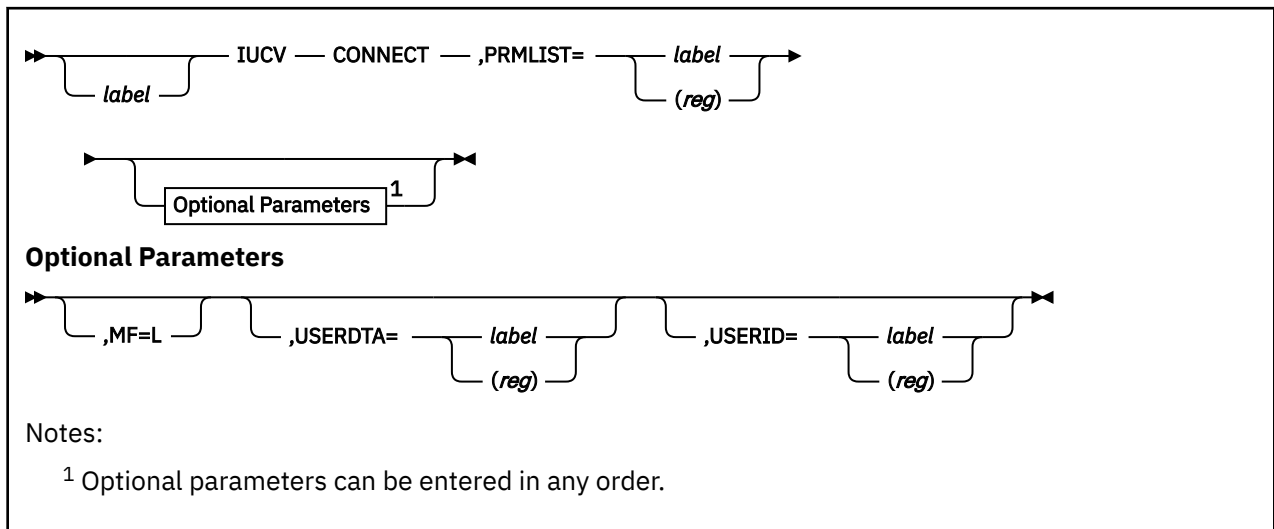 IUCV CONNECT ,PRMLIST= label
label (reg)
Optional Parameters 1
Optional Parameters
,MF=L ,USERDTA= label ,USERID= label
(reg) (reg)
Notes:
1 Optional parameters can be entered in any order.